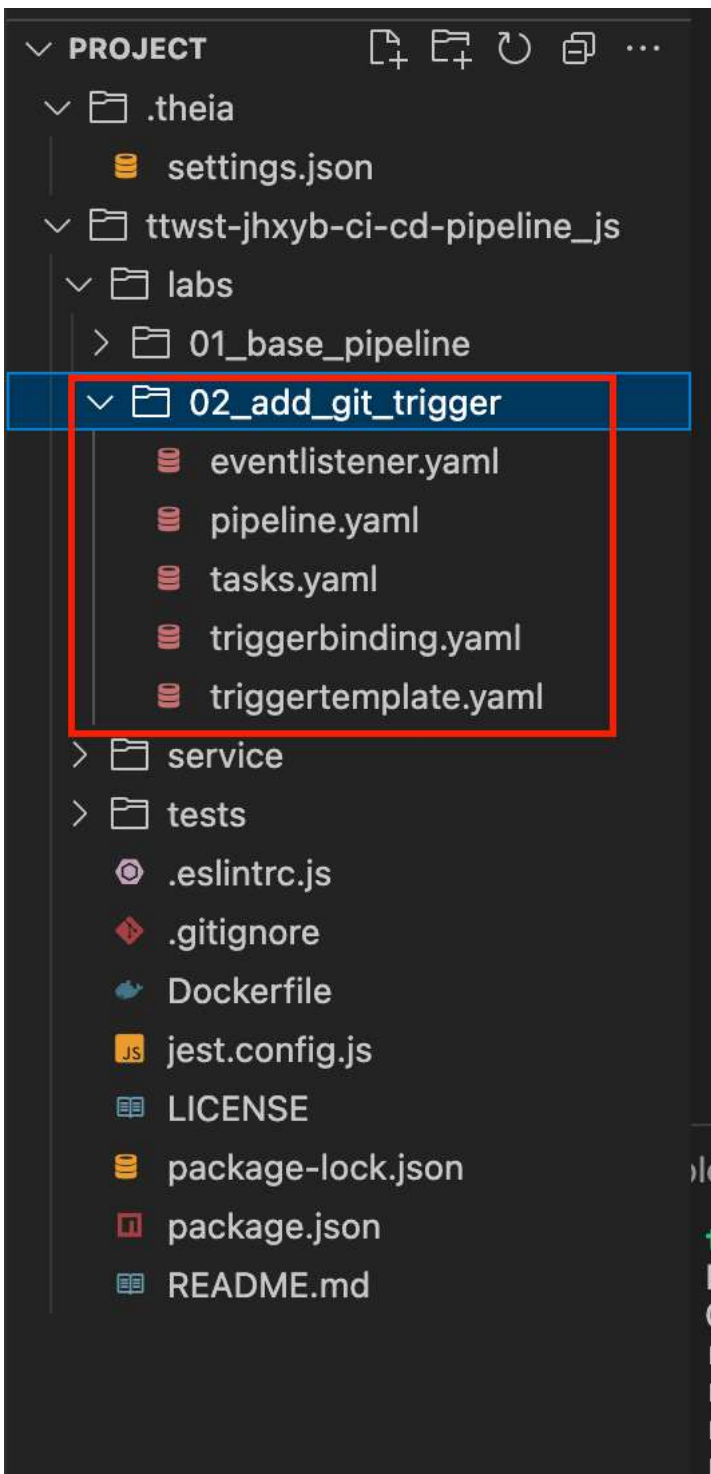 PROJECT
.theia
settings.json
ttwst-jhxyb-ci-cd-pipeline_js
labs
01_base_pipeline
02_add_git_trigger
eventlistener.yaml
pipeline.yaml
tasks.yaml
triggerbinding.yaml
triggertemplate.yaml
service
tests
.eslintrc.js
.gitignore
Dockerfile
JS jest.config.js
LICENSE
package-lock.json
package.json
README.md